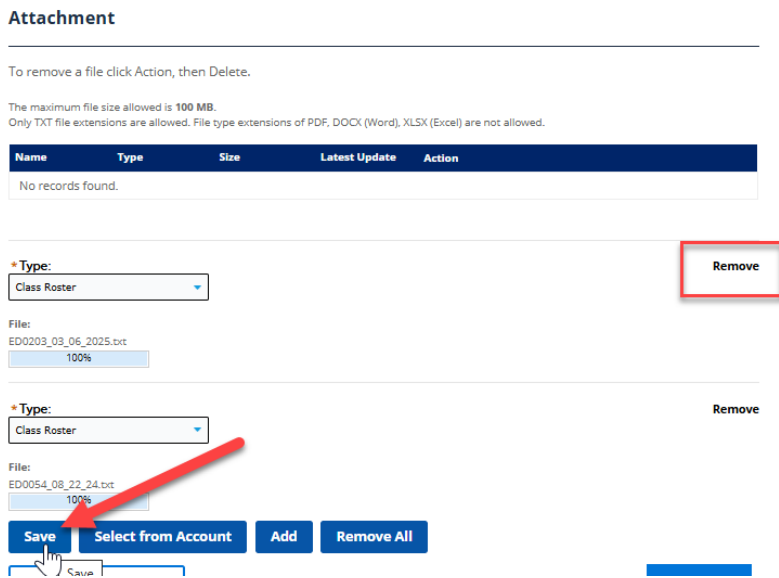 Attachment
To remove a file click Action, then Delete.
The maximum file size allowed is 100 MB.
Only TXT file extensions are allowed. File type extensions of PDF, DOCX (Word), XLSX (Excel) are not allowed.
Name Type Size Latest Update Action
No records found.
*Type: Remove
Class Roster
File:
ED0203_03_06_2025.txt
100%
*Type: Remove
Class Roster
File:
ED0054_08_22_24.txt
100%
Save Select from Account Add Remove All
Save